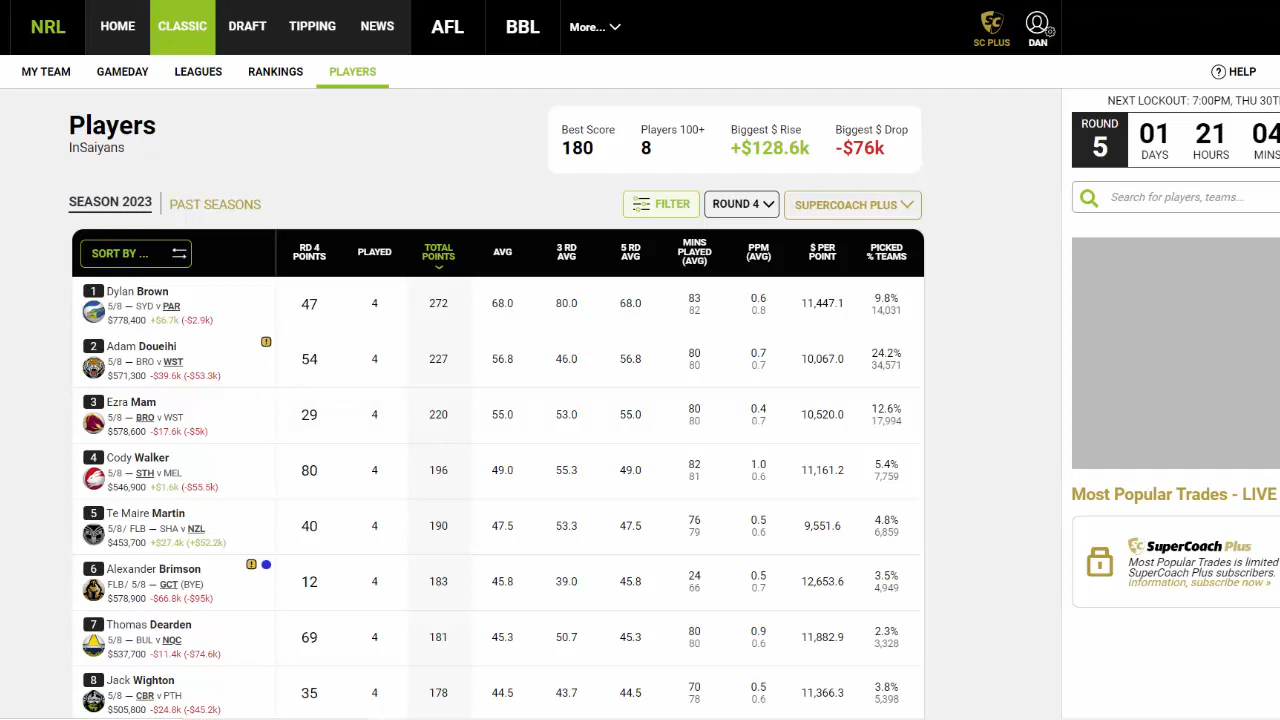 NRL HOME CLASSIC DRAFT TIPPING NEWS AFL BBL More... SC PLUS DAN
MY TEAM GAMEDAY LEAGUES RANKINGS PLAYERS ? HELP
NEXT LOCKOUT: 7:00PM, THU 30TH
ROUND 5 01 DAYS 21 HOURS 04 MINS
Search for players, teams...
Players
InSaiyans
Best Score Players 100+ Biggest $ Rise Biggest $ Drop
180 8 +$128.6k -$76k
SEASON 2023 PAST SEASONS FILTER ROUND 4 SUPERCOACH PLUS
SORT BY ... RD 4 POINTS PLAYED TOTAL POINTS AVG 3 RD AVG 5 RD AVG MINS PLAYED (AVG) PPM (AVG) $ PER POINT PICKED % TEAMS
1 Dylan Brown
5/8 — SYD v PAR
$778,400 +$6.7k (-$2.9k)
47 4 272 68.0 80.0 68.0 83 0.6 11,447.1 9.8%
82 0.8 14,031
2 Adam Doueihi
5/8 — BRO v WST
$571,300 -$39.6k (-$53.3k)
54 4 227 56.8 46.0 56.8 80 0.7 10,067.0 24.2%
80 0.7 34,571
3 Ezra Mam
5/8 — BRO v WST
$578,600 -$17.6k (-$5k)
29 4 220 55.0 53.0 55.0 80 0.4 10,520.0 12.6%
80 0.7 17,994
4 Cody Walker
5/8 — STH v MEL
$546,900 +$1.6k (-$55.5k)
80 4 196 49.0 55.3 49.0 82 1.0 11,161.2 5.4%
81 0.6 7,759
5 Te Maire Martin
5/8/ FLB — SHA v NZL
$453,700 +$27.4k (+$52.2k)
40 4 190 47.5 53.3 47.5 76 0.5 9,551.6 4.8%
79 0.6 6,859
6 Alexander Brimson
FLB/ 5/8 — GCT (BYE)
$578,900 -$66.8k (-$95k)
12 4 183 45.8 39.0 45.8 24 0.5 12,653.6 3.5%
66 0.7 4,949
7 Thomas Dearden
5/8 — BUL v NQC
$537,700 -$11.4k (-$74.6k)
69 4 181 45.3 50.7 45.3 80 0.9 11,882.9 2.3%
80 0.6 3,328
8 Jack Wighton
5/8 — CBR v PTH
$505,800 -$24.8k (-$45.2k)
35 4 178 44.5 43.7 44.5 70 0.5 11,366.3 3.8%
78 0.6 5,398
Most Popular Trades - LIVE
SC SuperCoach Plus
Most Popular Trades is limited
SuperCoach Plus subscribers.
information, subscribe now »